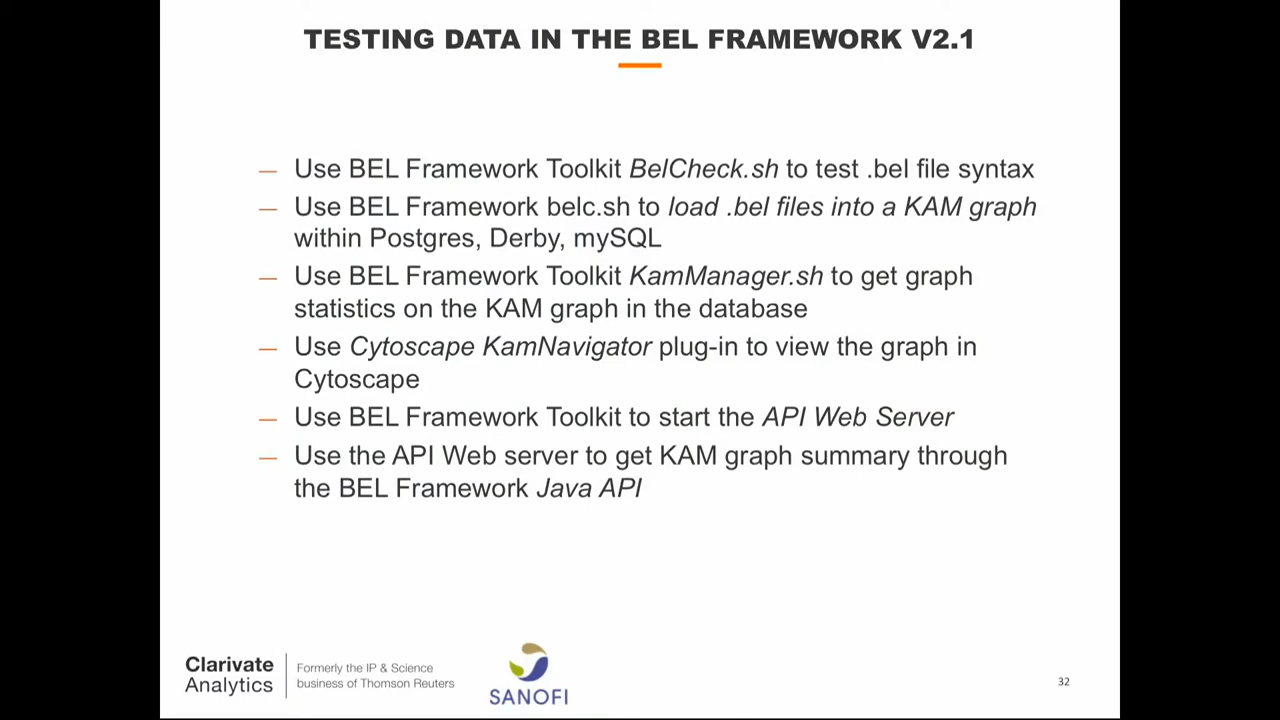 TESTING DATA IN THE BEL FRAMEWORK V2.1
— Use BEL Framework Toolkit BelCheck.sh to test .bel file syntax
— Use BEL Framework belc.sh to load .bel files into a KAM graph
within Postgres, Derby, mySQL
— Use BEL Framework Toolkit KamManager.sh to get graph
statistics on the KAM graph in the database
— Use Cytoscape KamNavigator plug-in to view the graph in
Cytoscape
— Use BEL Framework Toolkit to start the API Web Server
— Use the API Web server to get KAM graph summary through
the BEL Framework Java API
Clarivate
Analytics
Formerly the IP & Science
business of Thomson Reuters
SANOFI
32